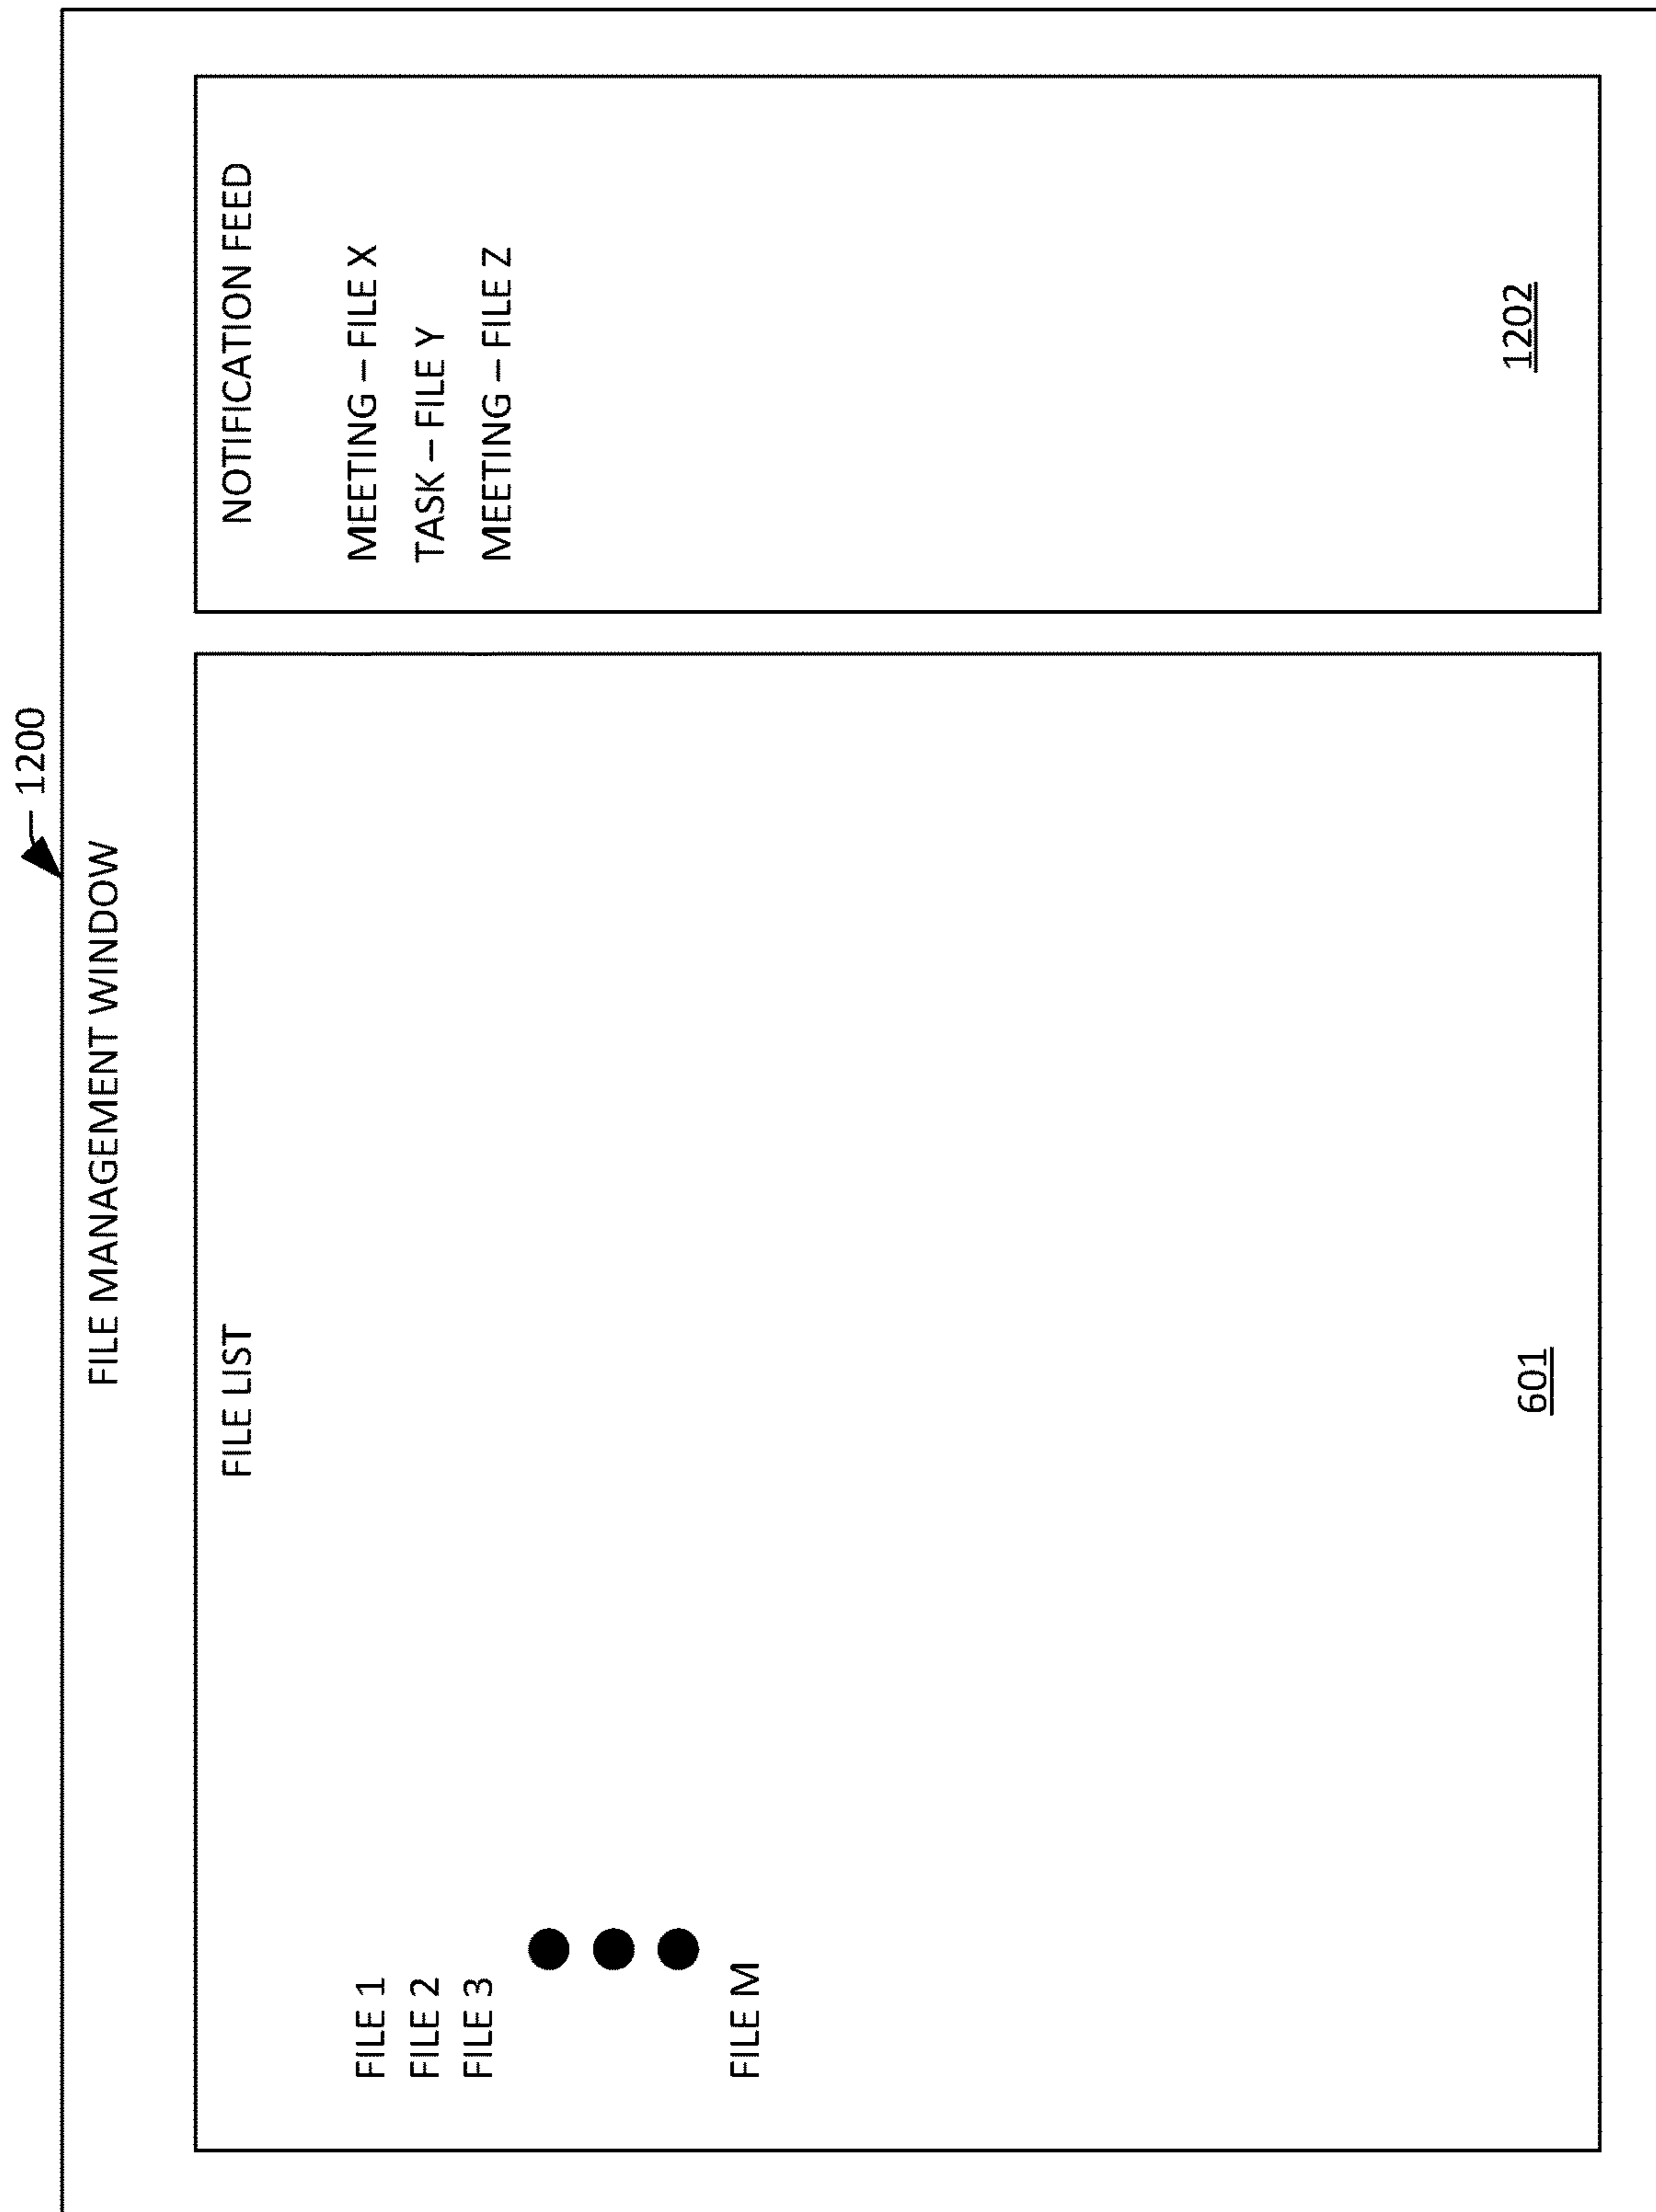 1200
FILE MANAGEMENT WINDOW
FILE LIST
FILE 1
FILE 2
FILE 3
FILE M
601
NOTIFICATION FEED
MEETING – FILE X
TASK – FILE Y
MEETING – FILE Z
1202